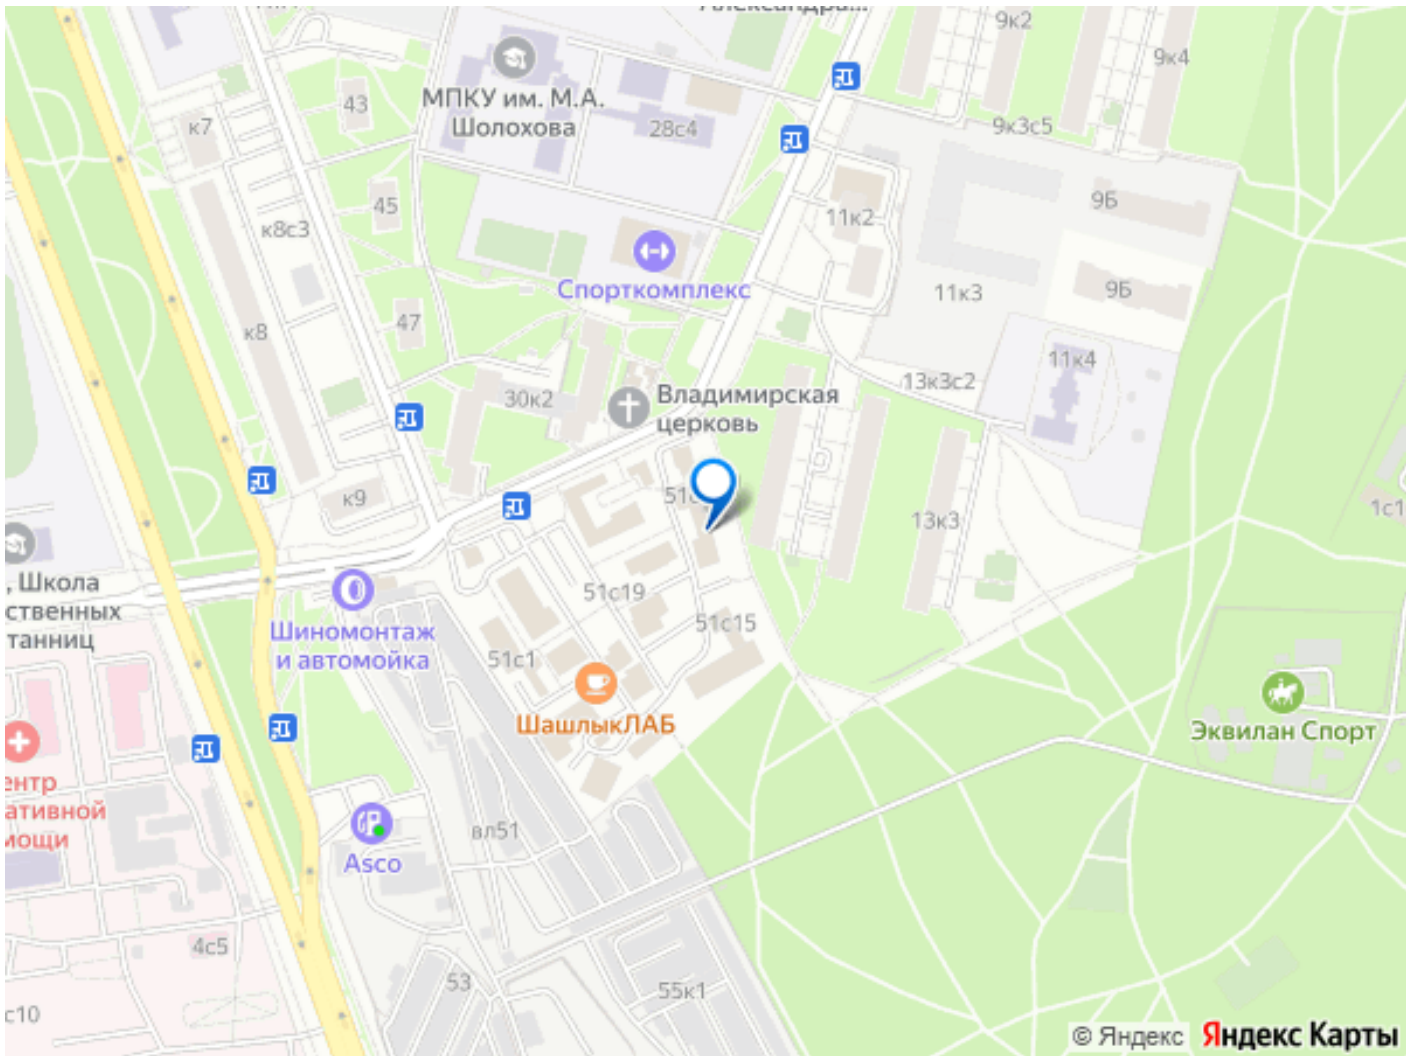 9к2
9к4
43
МПКУ им. М.А.
Шолохова
к7
28с4
9к3с5
45
9Б
11к2
к8с3
Спорткомплекс
11к3
9Б
47
к8
11к4
13к3с2
30к2
Владимирская
церковь
к9
1с1
13к3
, Школа
ственных
танниц
51с19
51с15
Шиномонтаж
и автомойка
51с1
ШашлыкЛАБ
Эквилан Спорт
ентр
ативной
мощи
вл51
Asco
4с5
53
55к1
с10
© Яндекс
Яндекс Карты